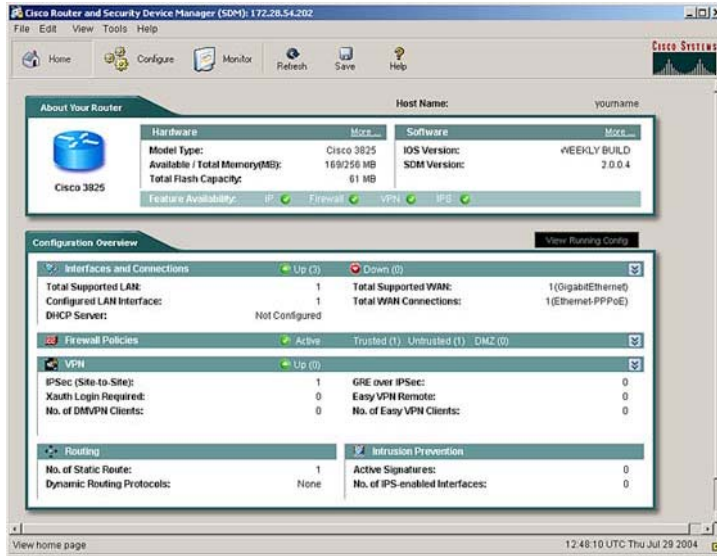 Cisco Router and Security Device Manager (SDM): 172.28.54.202
File Edit View Tools Help
Home Configure Monitor Refresh Save Help
CISCO SYSTEMS
About Your Router Host Name: yourname
Hardware More... Software More...
Model Type: Cisco 3825 IOS Version: WEEKLY BUILD
Available / Total Memory(MB): 169/256 MB SDM Version: 2.0.0.4
Total Flash Capacity: 61 MB
Cisco 3825
Feature Availability: IP Firewall VPN IPS
Configuration Overview View Running Config
Interfaces and Connections Up (3) Down (0)
Total Supported LAN: 1 Total Supported WAN: 1(GigabitEthernet)
Configured LAN Interface: 1 Total WAN Connections: 1(Ethernet-PPPoE)
DHCP Server: Not Configured
Firewall Policies Active Trusted (1) Untrusted (1) DMZ (0)
VPN Up (0)
IPSec (Site-to-Site): 1 GRE over IPSec: 0
Xauth Login Required: 0 Easy VPN Remote: 0
No. of DMVPN Clients: 0 No. of Easy VPN Clients: 0
Routing Intrusion Prevention
No. of Static Route: 1 Active Signatures: 0
Dynamic Routing Protocols: None No. of IPS-enabled Interfaces: 0
View home page 12:48:10 UTC Thu Jul 29 2004